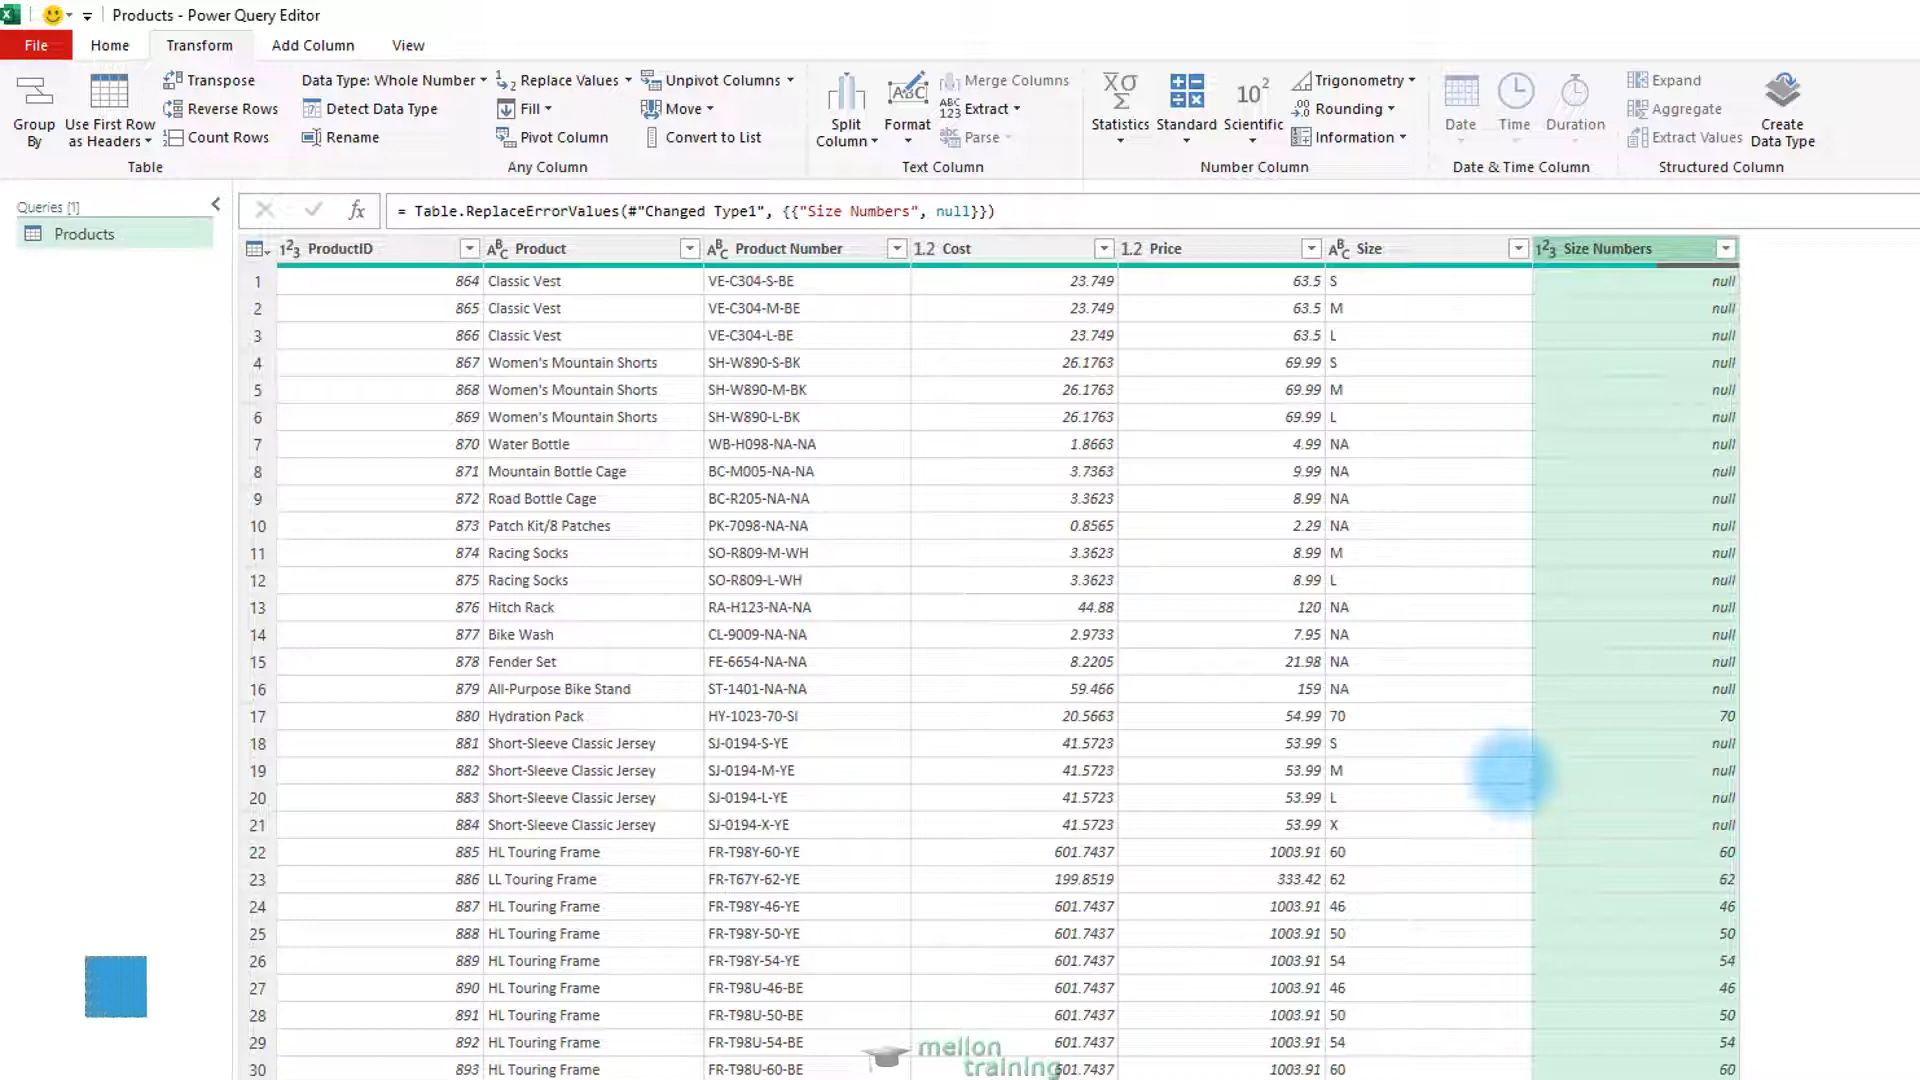 Products - Power Query Editor
File Home Transform Add Column View
Group By
Use First Row as Headers
Transpose
Reverse Rows
Count Rows
Table
Data Type: Whole Number
Detect Data Type
Rename
Replace Values
Fill
Pivot Column
Unpivot Columns
Move
Convert to List
Any Column
Split Column
Format
Merge Columns
Extract
Parse
Text Column
Statistics
Standard
Scientific
Trigonometry
Rounding
Information
Number Column
Date
Time
Duration
Date & Time Column
Expand
Aggregate
Extract Values
Create Data Type
Structured Column
Queries [1]
Products
fx = Table.ReplaceErrorValues(#"Changed Type1", {{"Size Numbers", null}})
ProductID Product Product Number 1.2 Cost 1.2 Price Size Size Numbers
1 864 Classic Vest VE-C304-S-BE 23.749 63.5 S null
2 865 Classic Vest VE-C304-M-BE 23.749 63.5 M null
3 866 Classic Vest VE-C304-L-BE 23.749 63.5 L null
4 867 Women's Mountain Shorts SH-W890-S-BK 26.1763 69.99 S null
5 868 Women's Mountain Shorts SH-W890-M-BK 26.1763 69.99 M null
6 869 Women's Mountain Shorts SH-W890-L-BK 26.1763 69.99 L null
7 870 Water Bottle WB-H098-NA-NA 1.8663 4.99 NA null
8 871 Mountain Bottle Cage BC-M005-NA-NA 3.7363 9.99 NA null
9 872 Road Bottle Cage BC-R205-NA-NA 3.3623 8.99 NA null
10 873 Patch Kit/8 Patches PK-7098-NA-NA 0.8565 2.29 NA null
11 874 Racing Socks SO-R809-M-WH 3.3623 8.99 M null
12 875 Racing Socks SO-R809-L-WH 3.3623 8.99 L null
13 876 Hitch Rack RA-H123-NA-NA 44.88 120 NA null
14 877 Bike Wash CL-9009-NA-NA 2.9733 7.95 NA null
15 878 Fender Set FE-6654-NA-NA 8.2205 21.98 NA null
16 879 All-Purpose Bike Stand ST-1401-NA-NA 59.466 159 NA null
17 880 Hydration Pack HY-1023-70-SI 20.5663 54.99 70 70
18 881 Short-Sleeve Classic Jersey SJ-0194-S-YE 41.5723 53.99 S null
19 882 Short-Sleeve Classic Jersey SJ-0194-M-YE 41.5723 53.99 M null
20 883 Short-Sleeve Classic Jersey SJ-0194-L-YE 41.5723 53.99 L null
21 884 Short-Sleeve Classic Jersey SJ-0194-X-YE 41.5723 53.99 X null
22 885 HL Touring Frame FR-T98Y-60-YE 601.7437 1003.91 60 60
23 886 LL Touring Frame FR-T67Y-62-YE 199.8519 333.42 62 62
24 887 HL Touring Frame FR-T98Y-46-YE 601.7437 1003.91 46 46
25 888 HL Touring Frame FR-T98Y-50-YE 601.7437 1003.91 50 50
26 889 HL Touring Frame FR-T98Y-54-YE 601.7437 1003.91 54 54
27 890 HL Touring Frame FR-T98U-46-BE 601.7437 1003.91 46 46
28 891 HL Touring Frame FR-T98U-50-BE 601.7437 1003.91 50 50
29 892 HL Touring Frame FR-T98U-54-BE 601.7437 1003.91 54 54
30 893 HL Touring Frame FR-T98U-60-BE 601.7437 1003.91 60 60
mellon
training